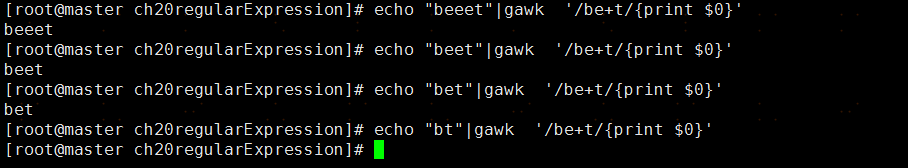 [root@master ch20regularExpression]# echo "beeet"|gawk  '/be+t/{print $0}'
beeet
[root@master ch20regularExpression]# echo "beet"|gawk  '/be+t/{print $0}'
beet
[root@master ch20regularExpression]# echo "bet"|gawk  '/be+t/{print $0}'
bet
[root@master ch20regularExpression]# echo "bt"|gawk  '/be+t/{print $0}'
[root@master ch20regularExpression]#